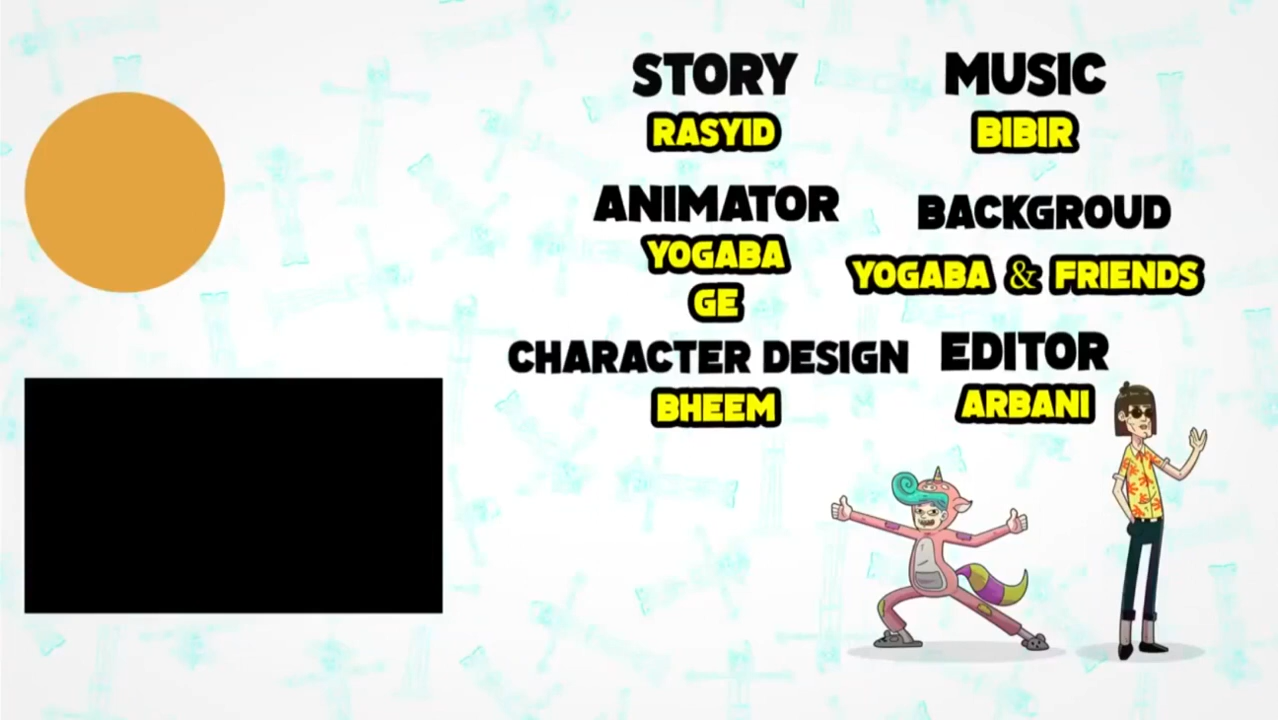 STORY
RASYID
ANIMATOR
YOGABA
GE
CHARACTER DESIGN
BHEEM
MUSIC
BIBIR
BACKGROUD
YOGABA & FRIENDS
EDITOR
ARBANI